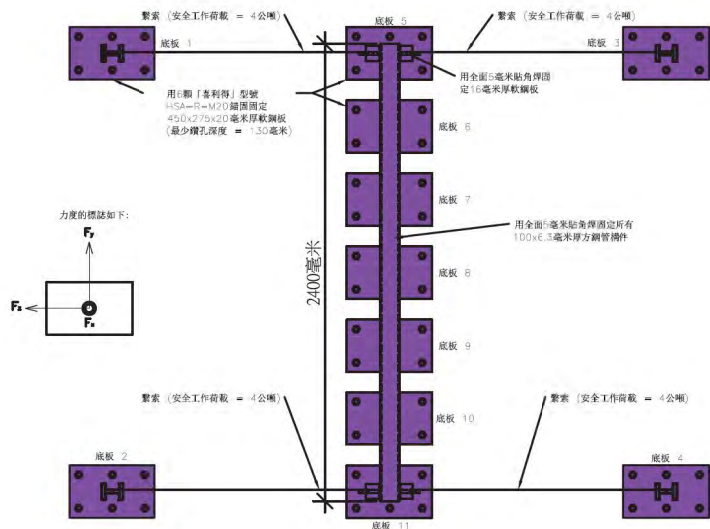 底板 5
繫索 (安全工作荷載 = 4公噸)
繫索 (安全工作荷載 = 4公噸)
底板 1
底板 3
用全面5毫米貼角焊固
定16毫米厚軟鋼板
用6顆「喜利得」型號
HSA-R-M20錨固固定
450x275x20毫米厚軟鋼板
(最少鑽孔深度 = 130毫米)
底板 6
底板 7
力度的標誌如下:
Fy
Fz
Fx
用全面5毫米貼角焊固定所有
100x6.3毫米厚方鋼管構件
2400毫米
底板 8
底板 9
繫索 (安全工作荷載 = 4公噸)
繫索 (安全工作荷載 = 4公噸)
底板 10
底板 2
底板 4
底板 11